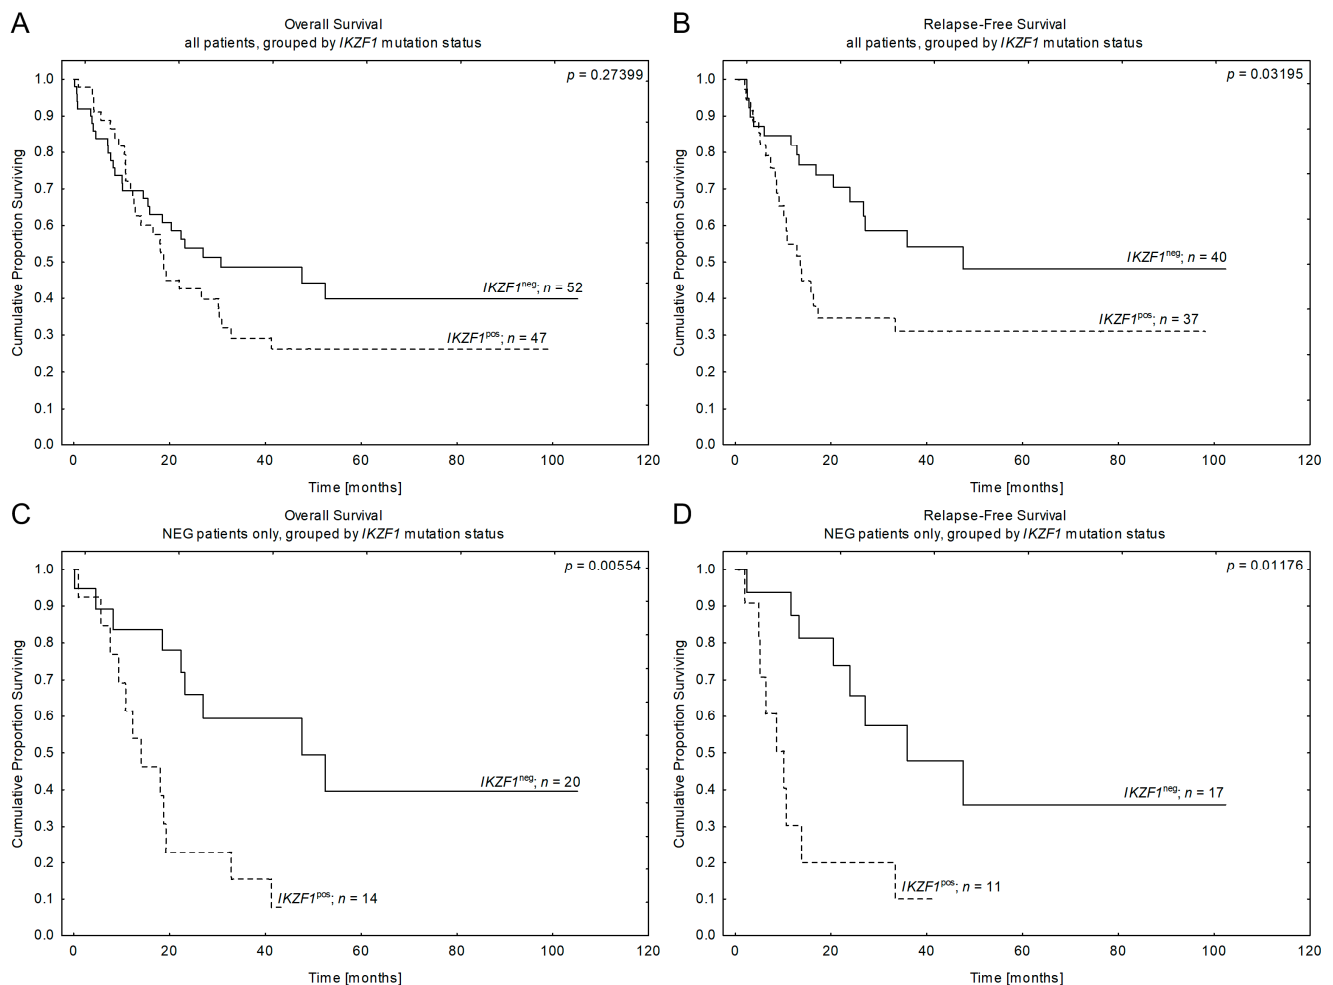 A
Overall Survival
all patients, grouped by IKZF1 mutation status
p = 0.27399
Cumulative Proportion Surviving
1.0
0.9
0.8
0.7
0.6
0.5
0.4
0.3
0.2
0.1
0.0
IKZF1neg; n = 52
IKZF1pos; n = 47
0 20 40 60 80 100 120
Time [months]
B
Relapse-Free Survival
all patients, grouped by IKZF1 mutation status
p = 0.03195
Cumulative Proportion Surviving
1.0
0.9
0.8
0.7
0.6
0.5
0.4
0.3
0.2
0.1
0.0
IKZF1neg; n = 40
IKZF1pos; n = 37
0 20 40 60 80 100 120
Time [months]
C
Overall Survival
NEG patients only, grouped by IKZF1 mutation status
p = 0.00554
Cumulative Proportion Surviving
1.0
0.9
0.8
0.7
0.6
0.5
0.4
0.3
0.2
0.1
0.0
IKZF1neg; n = 20
IKZF1pos; n = 14
0 20 40 60 80 100 120
Time [months]
D
Relapse-Free Survival
NEG patients only, grouped by IKZF1 mutation status
p = 0.01176
Cumulative Proportion Surviving
1.0
0.9
0.8
0.7
0.6
0.5
0.4
0.3
0.2
0.1
0.0
IKZF1neg; n = 17
IKZF1pos; n = 11
0 20 40 60 80 100 120
Time [months]